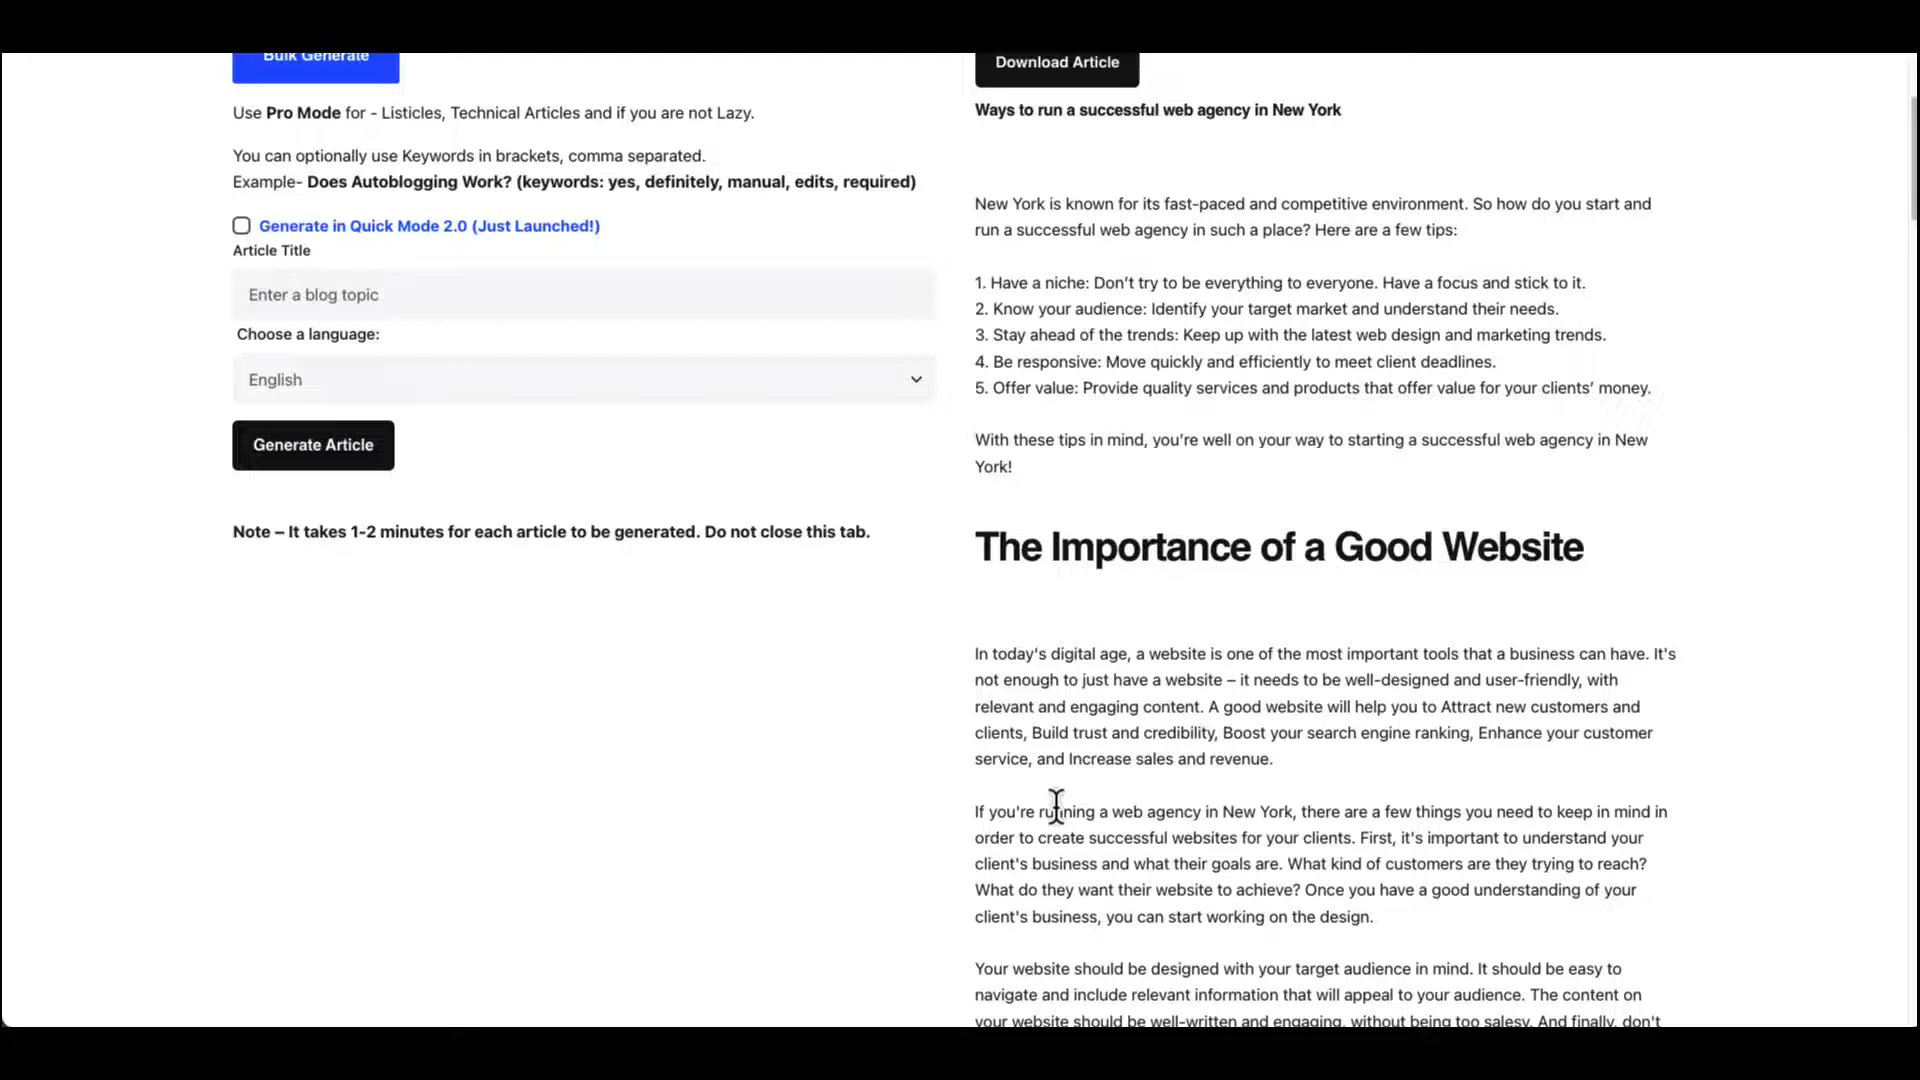 Bulk Generate
Use Pro Mode for - Listicles, Technical Articles and if you are not Lazy.
You can optionally use Keywords in brackets, comma separated.
Example- Does Autoblogging Work? (keywords: yes, definitely, manual, edits, required)
Generate in Quick Mode 2.0 (Just Launched!)
Article Title
Enter a blog topic
Choose a language:
English
Generate Article
Note – It takes 1-2 minutes for each article to be generated. Do not close this tab.
Download Article
Ways to run a successful web agency in New York
New York is known for its fast-paced and competitive environment. So how do you start and
run a successful web agency in such a place? Here are a few tips:
1. Have a niche: Don’t try to be everything to everyone. Have a focus and stick to it.
2. Know your audience: Identify your target market and understand their needs.
3. Stay ahead of the trends: Keep up with the latest web design and marketing trends.
4. Be responsive: Move quickly and efficiently to meet client deadlines.
5. Offer value: Provide quality services and products that offer value for your clients’ money.
With these tips in mind, you’re well on your way to starting a successful web agency in New
York!
The Importance of a Good Website
In today's digital age, a website is one of the most important tools that a business can have. It's
not enough to just have a website – it needs to be well-designed and user-friendly, with
relevant and engaging content. A good website will help you to Attract new customers and
clients, Build trust and credibility, Boost your search engine ranking, Enhance your customer
service, and Increase sales and revenue.
If you're running a web agency in New York, there are a few things you need to keep in mind in
order to create successful websites for your clients. First, it's important to understand your
client's business and what their goals are. What kind of customers are they trying to reach?
What do they want their website to achieve? Once you have a good understanding of your
client's business, you can start working on the design.
Your website should be designed with your target audience in mind. It should be easy to
navigate and include relevant information that will appeal to your audience. The content on
your website should be well-written and engaging, without being too salesy. And finally, don't